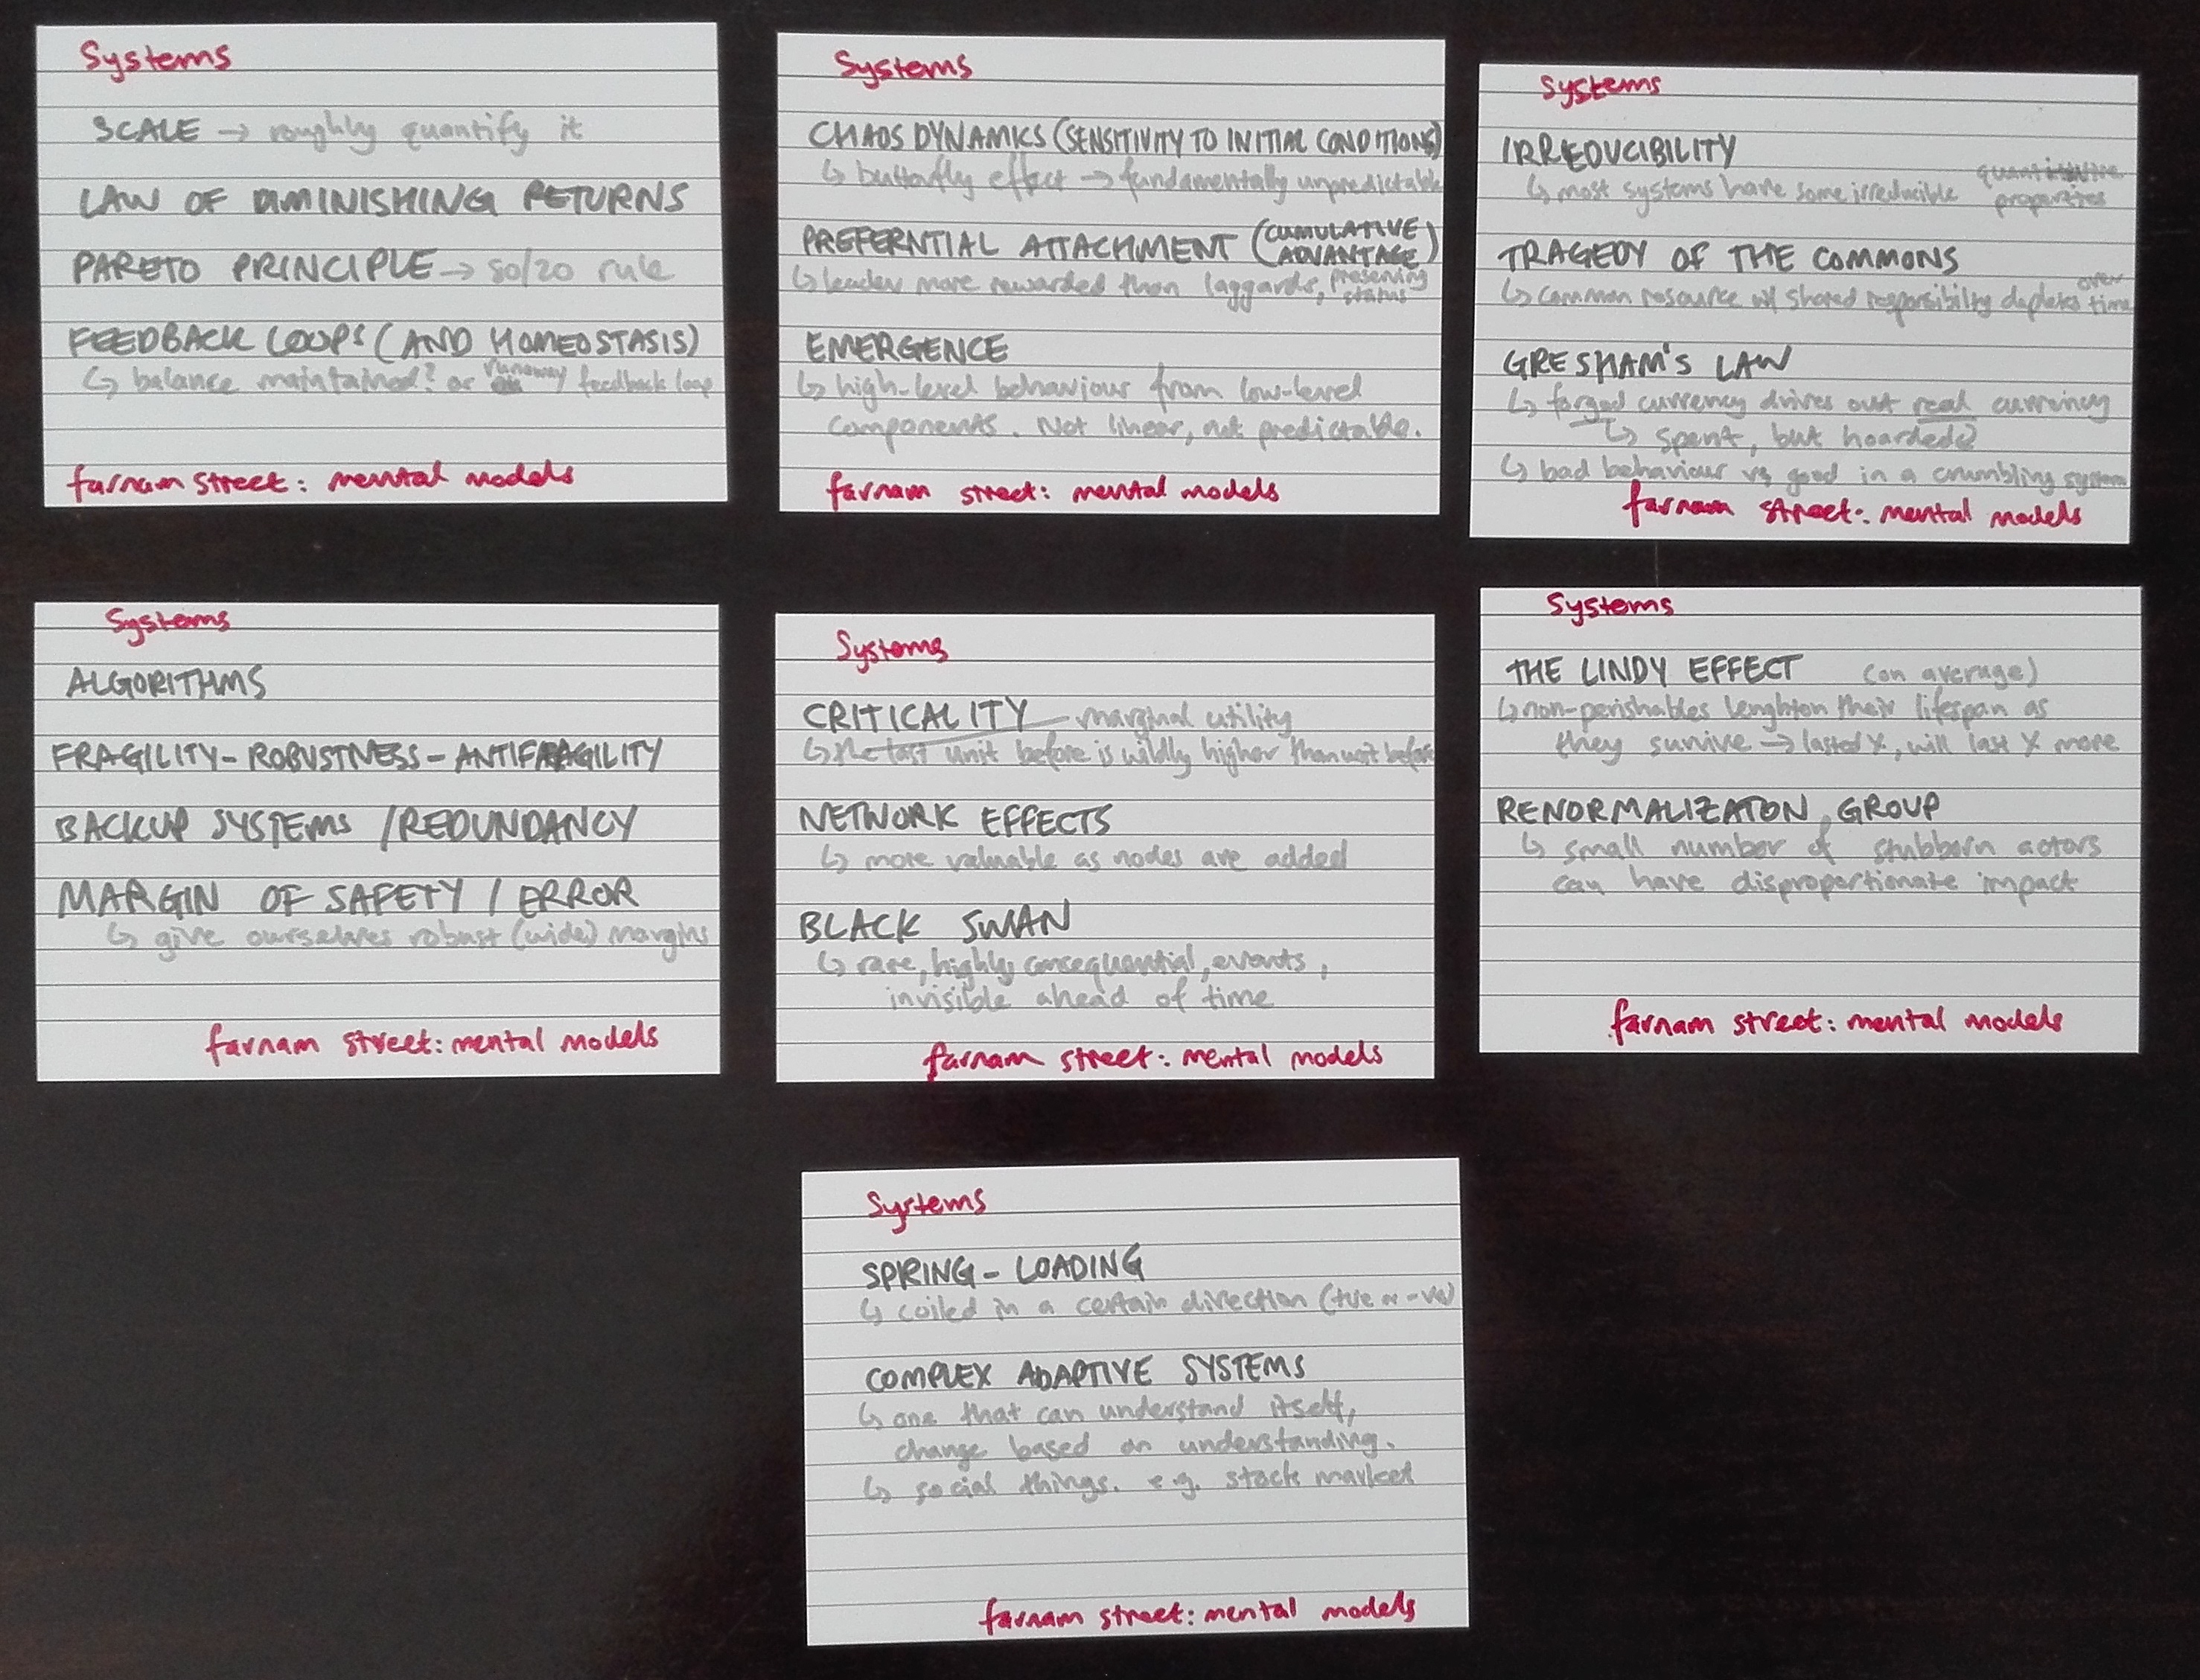 Systems
SCALE → roughly quantify it
LAW OF DIMINISHING RETURNS
PARETO PRINCIPLE → 80/20 rule
FEEDBACK LOOPS (AND HOMEOSTASIS)
↳ balance maintained? or runaway feedback loop
farnam street: mental models
Systems
CHAOS DYNAMICS (SENSITIVITY TO INITIAL CONDITIONS)
↳ butterfly effect → fundamentally unpredictable
PREFERNTIAL ATTACHMENT (CUMULATIVE ADVANTAGE)
↳ leader more rewarded than laggards, preserving status
EMERGENCE
↳ high-level behaviour from low-level
components. Not linear, not predictable.
farnam street: mental models
Systems
IRREDUCIBILITY
↳ most systems have some irreducible quantitative properties
TRAGEDY OF THE COMMONS
↳ common resource w/ shared responsibility depletes over time
GRESHAM'S LAW
↳ forged currency drives out real currency
↳ spent, but hoarded
↳ bad behaviour vs good in a crumbling system
farnam street: mental models
Systems
ALGORITHMS
FRAGILITY - ROBUSTNESS - ANTIFRAGILITY
BACKUP SYSTEMS / REDUNDANCY
MARGIN OF SAFETY / ERROR
↳ give ourselves robust (wide) margins
farnam street: mental models
Systems
CRITICALITY - marginal utility
↳ the last unit before is wildly higher than unit before
NETWORK EFFECTS
↳ more valuable as nodes are added
BLACK SWAN
↳ rare, highly consequential, events,
invisible ahead of time
farnam street: mental models
Systems
THE LINDY EFFECT (on average)
↳ non-perishables lenghton their lifespan as
they survive → lasted X, will last X more
RENORMALIZATON GROUP
↳ small number of stubborn actors
can have disproportionate impact
farnam street: mental models
Systems
SPRING - LOADING
↳ coiled in a certain direction (+ve or -ve)
COMPLEX ADAPTIVE SYSTEMS
↳ one that can understand itself,
change based on understanding.
↳ social things. e.g. stock market
farnam street: mental models